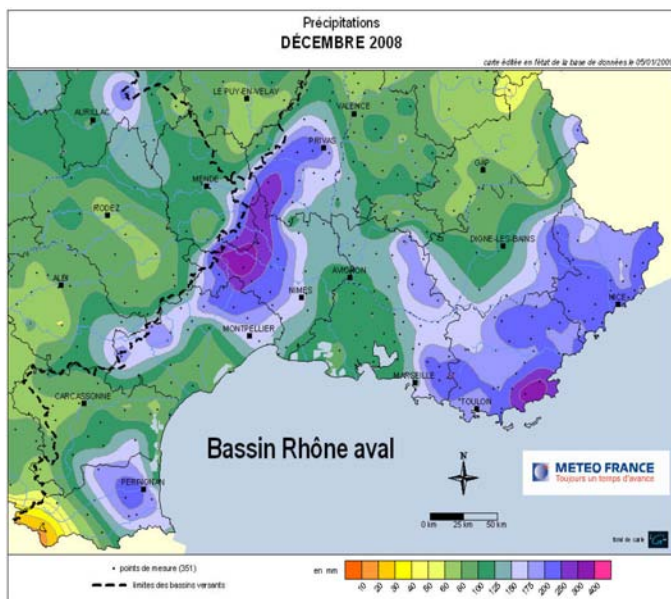 Précipitations
DÉCEMBRE 2008
carte éditée en l'état de la base de données le 05/01/2009
LE PUY-EN-VELAY
AURILLAC
VALENCE
PRIVAS
GAP
MENDE
RODEZ
DIGNE-LES-BAINS
AVIGNON
ALBI
NIMES
NICE
MONTPELLIER
MARSEILLE
CARCASSONNE
TOULON
Bassin Rhône aval
N
METEO FRANCE
Toujours un temps d'avance
PERPIGNAN
0 km 25 km 50 km
fond de carte
points de mesure (351)
limites des bassins versants
en mm
10 20 30 40 50 60 80 100 125 150 175 200 250 300 400